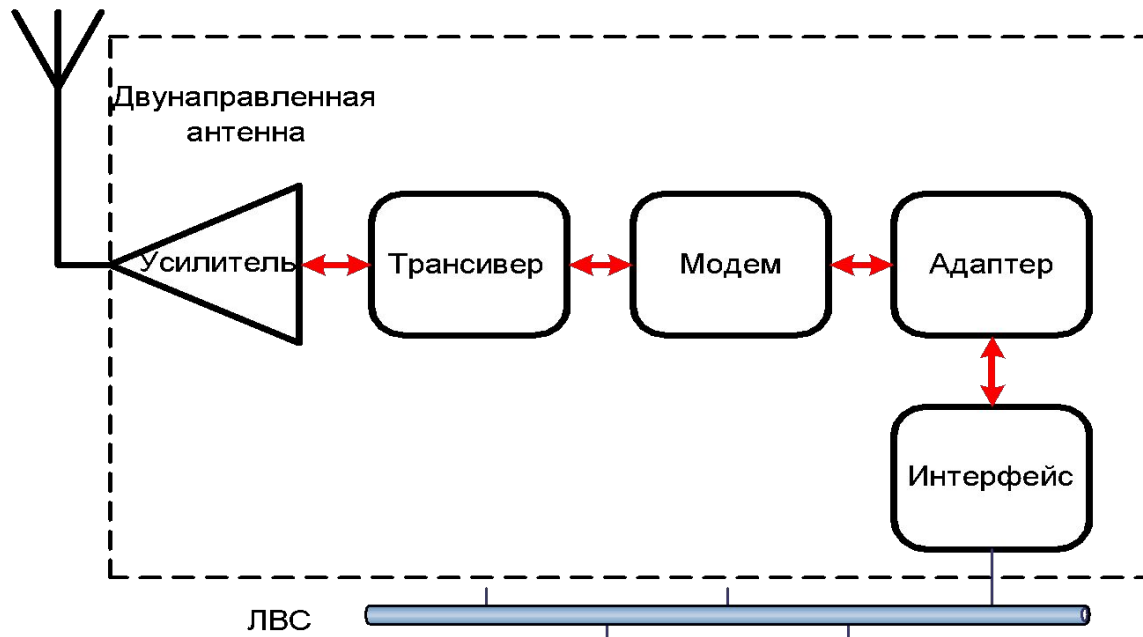 Двунаправленная
антенна
Усилитель
Трансивер
Модем
Адаптер
Интерфейс
ЛВС